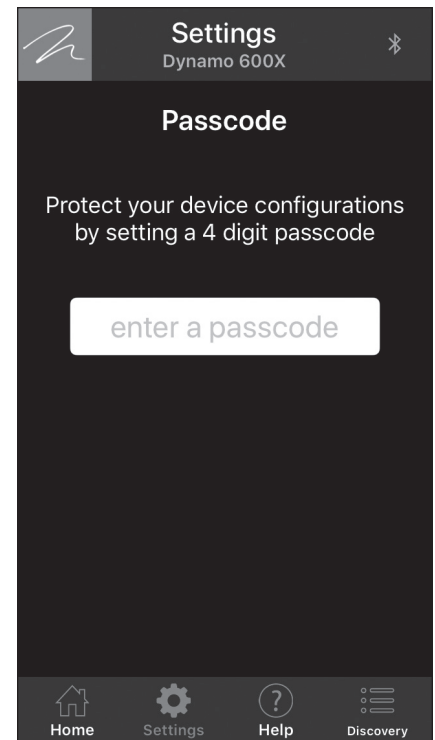 Settings
Dynamo 600X
Passcode
Protect your device configurations
by setting a 4 digit passcode
enter a passcode
Home
Settings
Help
Discovery